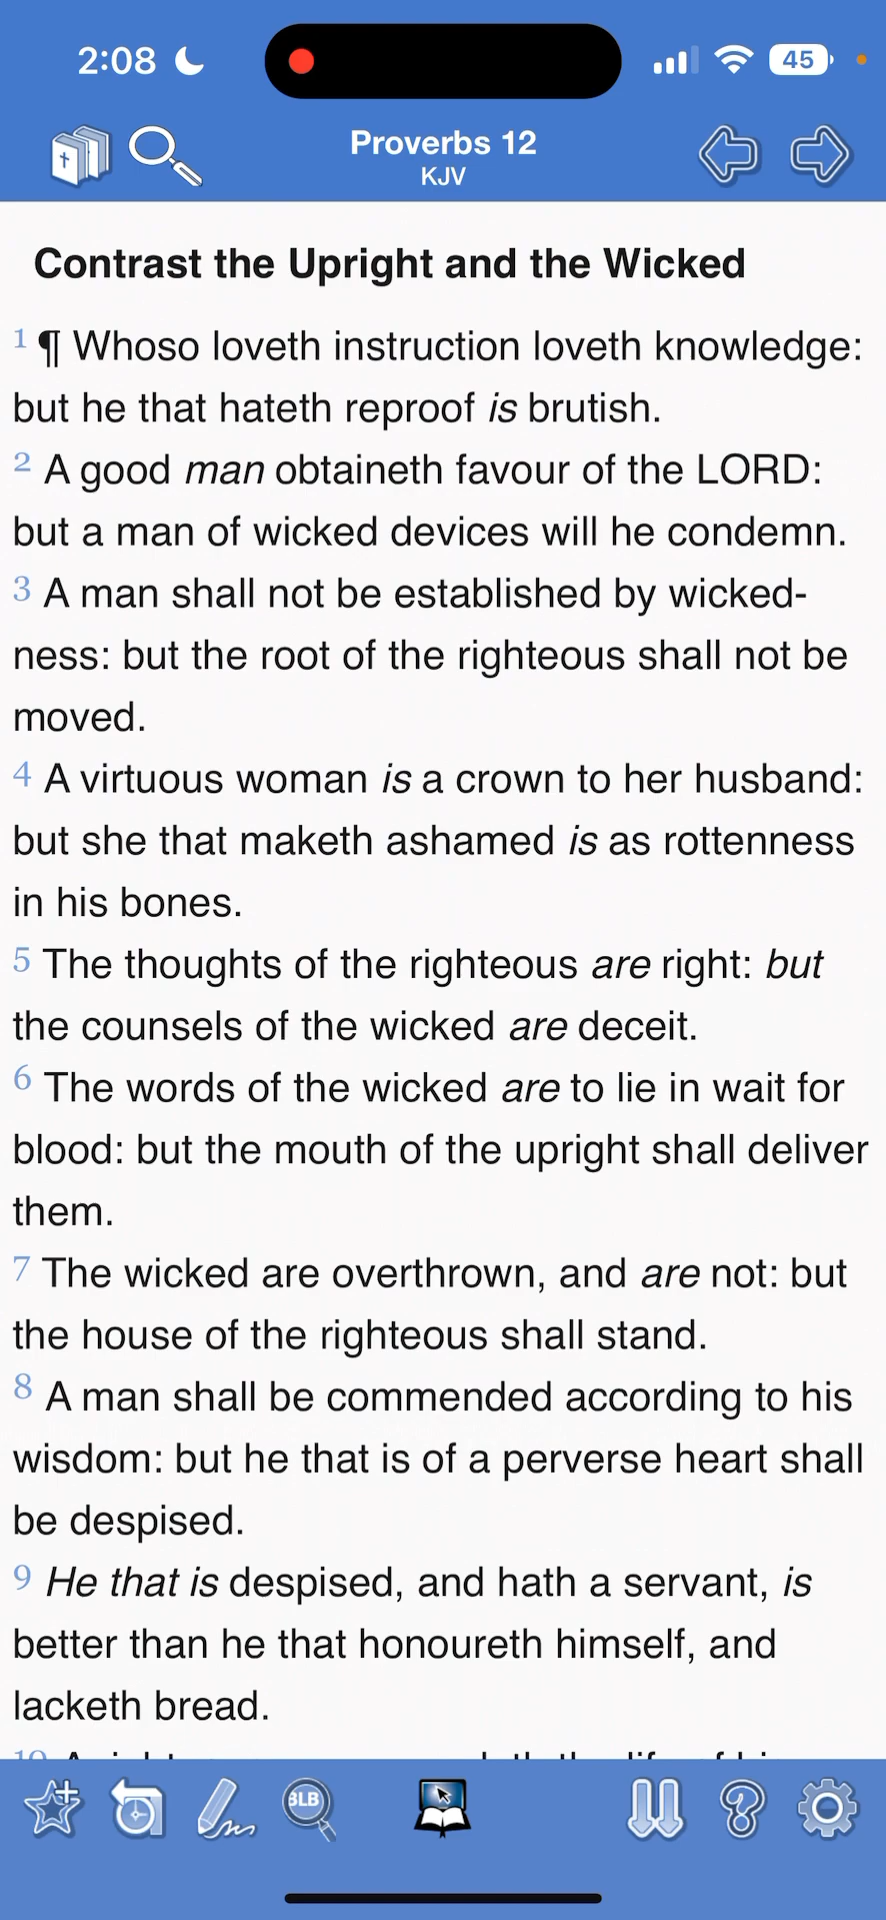 2:08
45
Proverbs 12
KJV
Contrast the Upright and the Wicked
1 ¶ Whoso loveth instruction loveth knowledge:
but he that hateth reproof is brutish.
2 A good man obtaineth favour of the LORD:
but a man of wicked devices will he condemn.
3 A man shall not be established by wicked-
ness: but the root of the righteous shall not be
moved.
4 A virtuous woman is a crown to her husband:
but she that maketh ashamed is as rottenness
in his bones.
5 The thoughts of the righteous are right: but
the counsels of the wicked are deceit.
6 The words of the wicked are to lie in wait for
blood: but the mouth of the upright shall deliver
them.
7 The wicked are overthrown, and are not: but
the house of the righteous shall stand.
8 A man shall be commended according to his
wisdom: but he that is of a perverse heart shall
be despised.
9 He that is despised, and hath a servant, is
better than he that honoureth himself, and
lacketh bread.
BLB